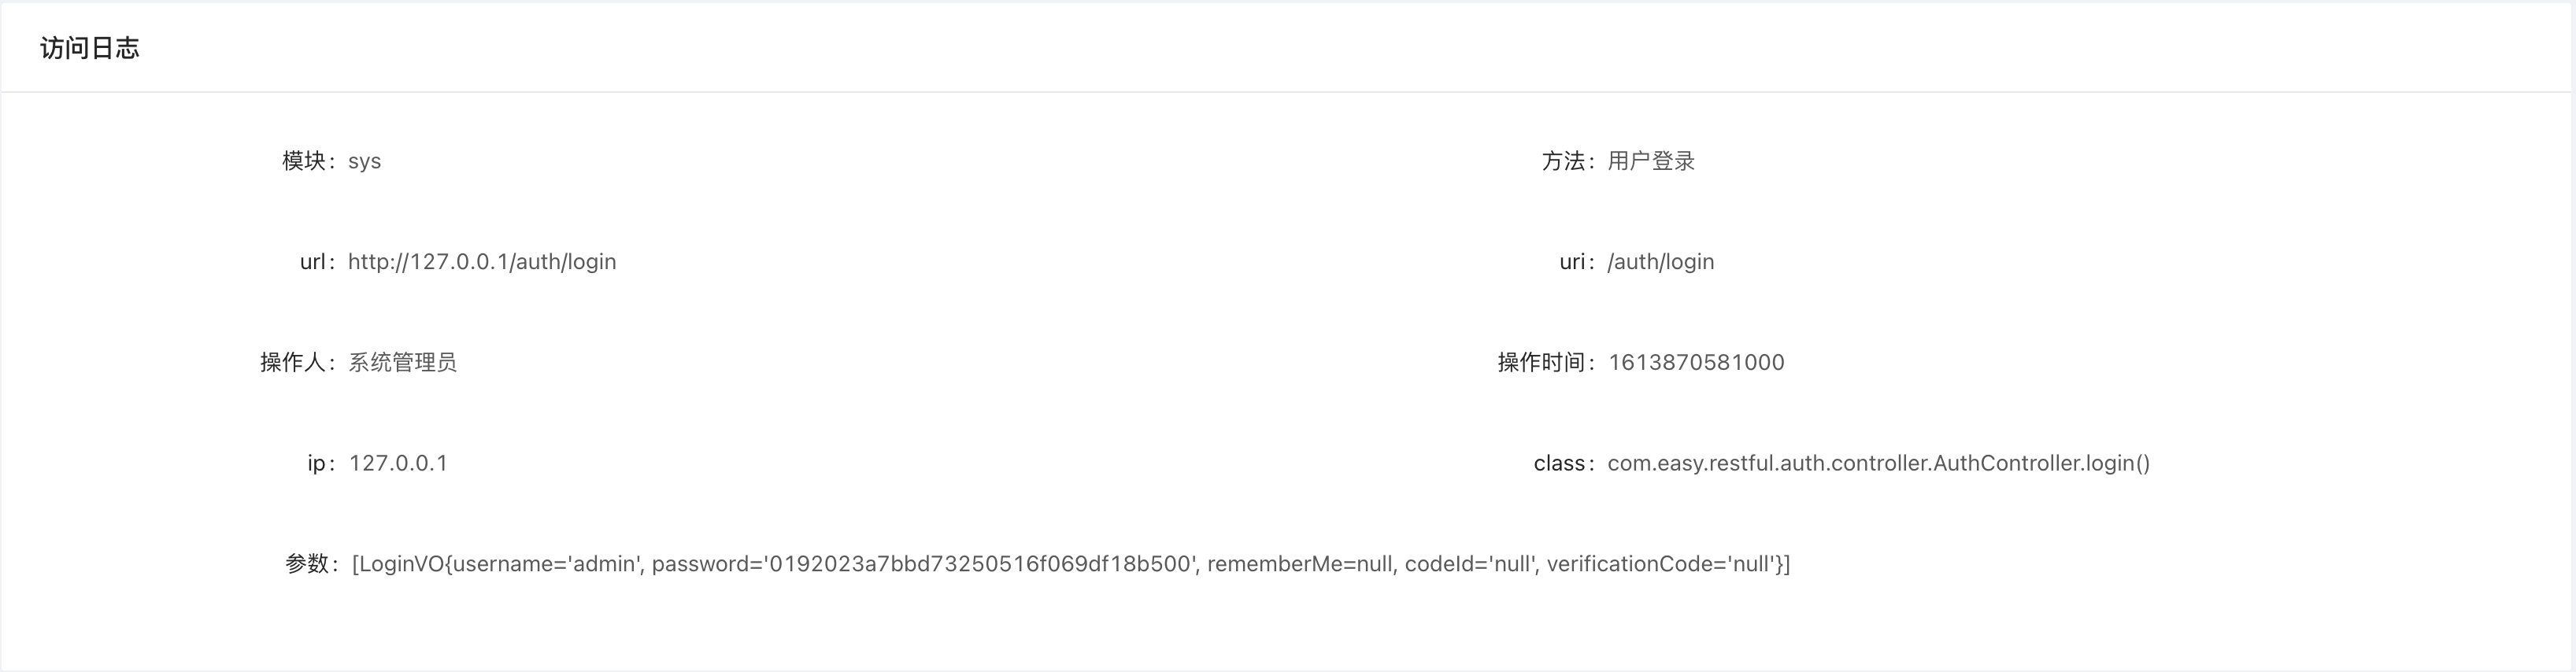 访问日志
模块: sys 方法: 用户登录
url: http://127.0.0.1/auth/login uri: /auth/login
操作人: 系统管理员 操作时间: 1613870581000
ip: 127.0.0.1 class: com.easy.restful.auth.controller.AuthController.login()
参数: [LoginVO{username='admin', password='0192023a7bbd73250516f069df18b500', rememberMe=null, codeId='null', verificationCode='null'}]